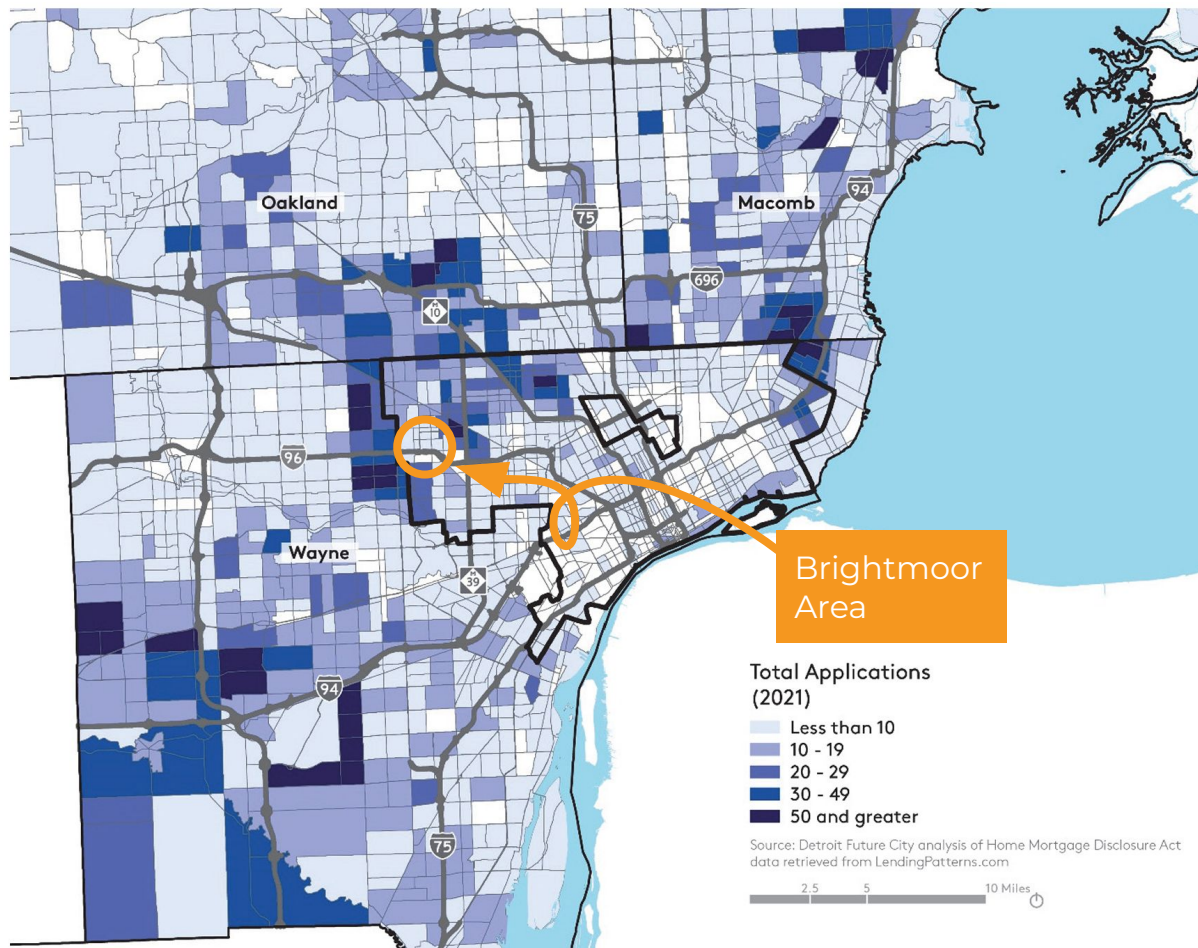 Oakland
Macomb
94
75
696
M
10
96
Wayne
M
39
94
75
Brightmoor
Area
Total Applications
(2021)
Less than 10
10 - 19
20 - 29
30 - 49
50 and greater
Source: Detroit Future City analysis of Home Mortgage Disclosure Act
data retrieved from LendingPatterns.com
2.5 5 10 Miles